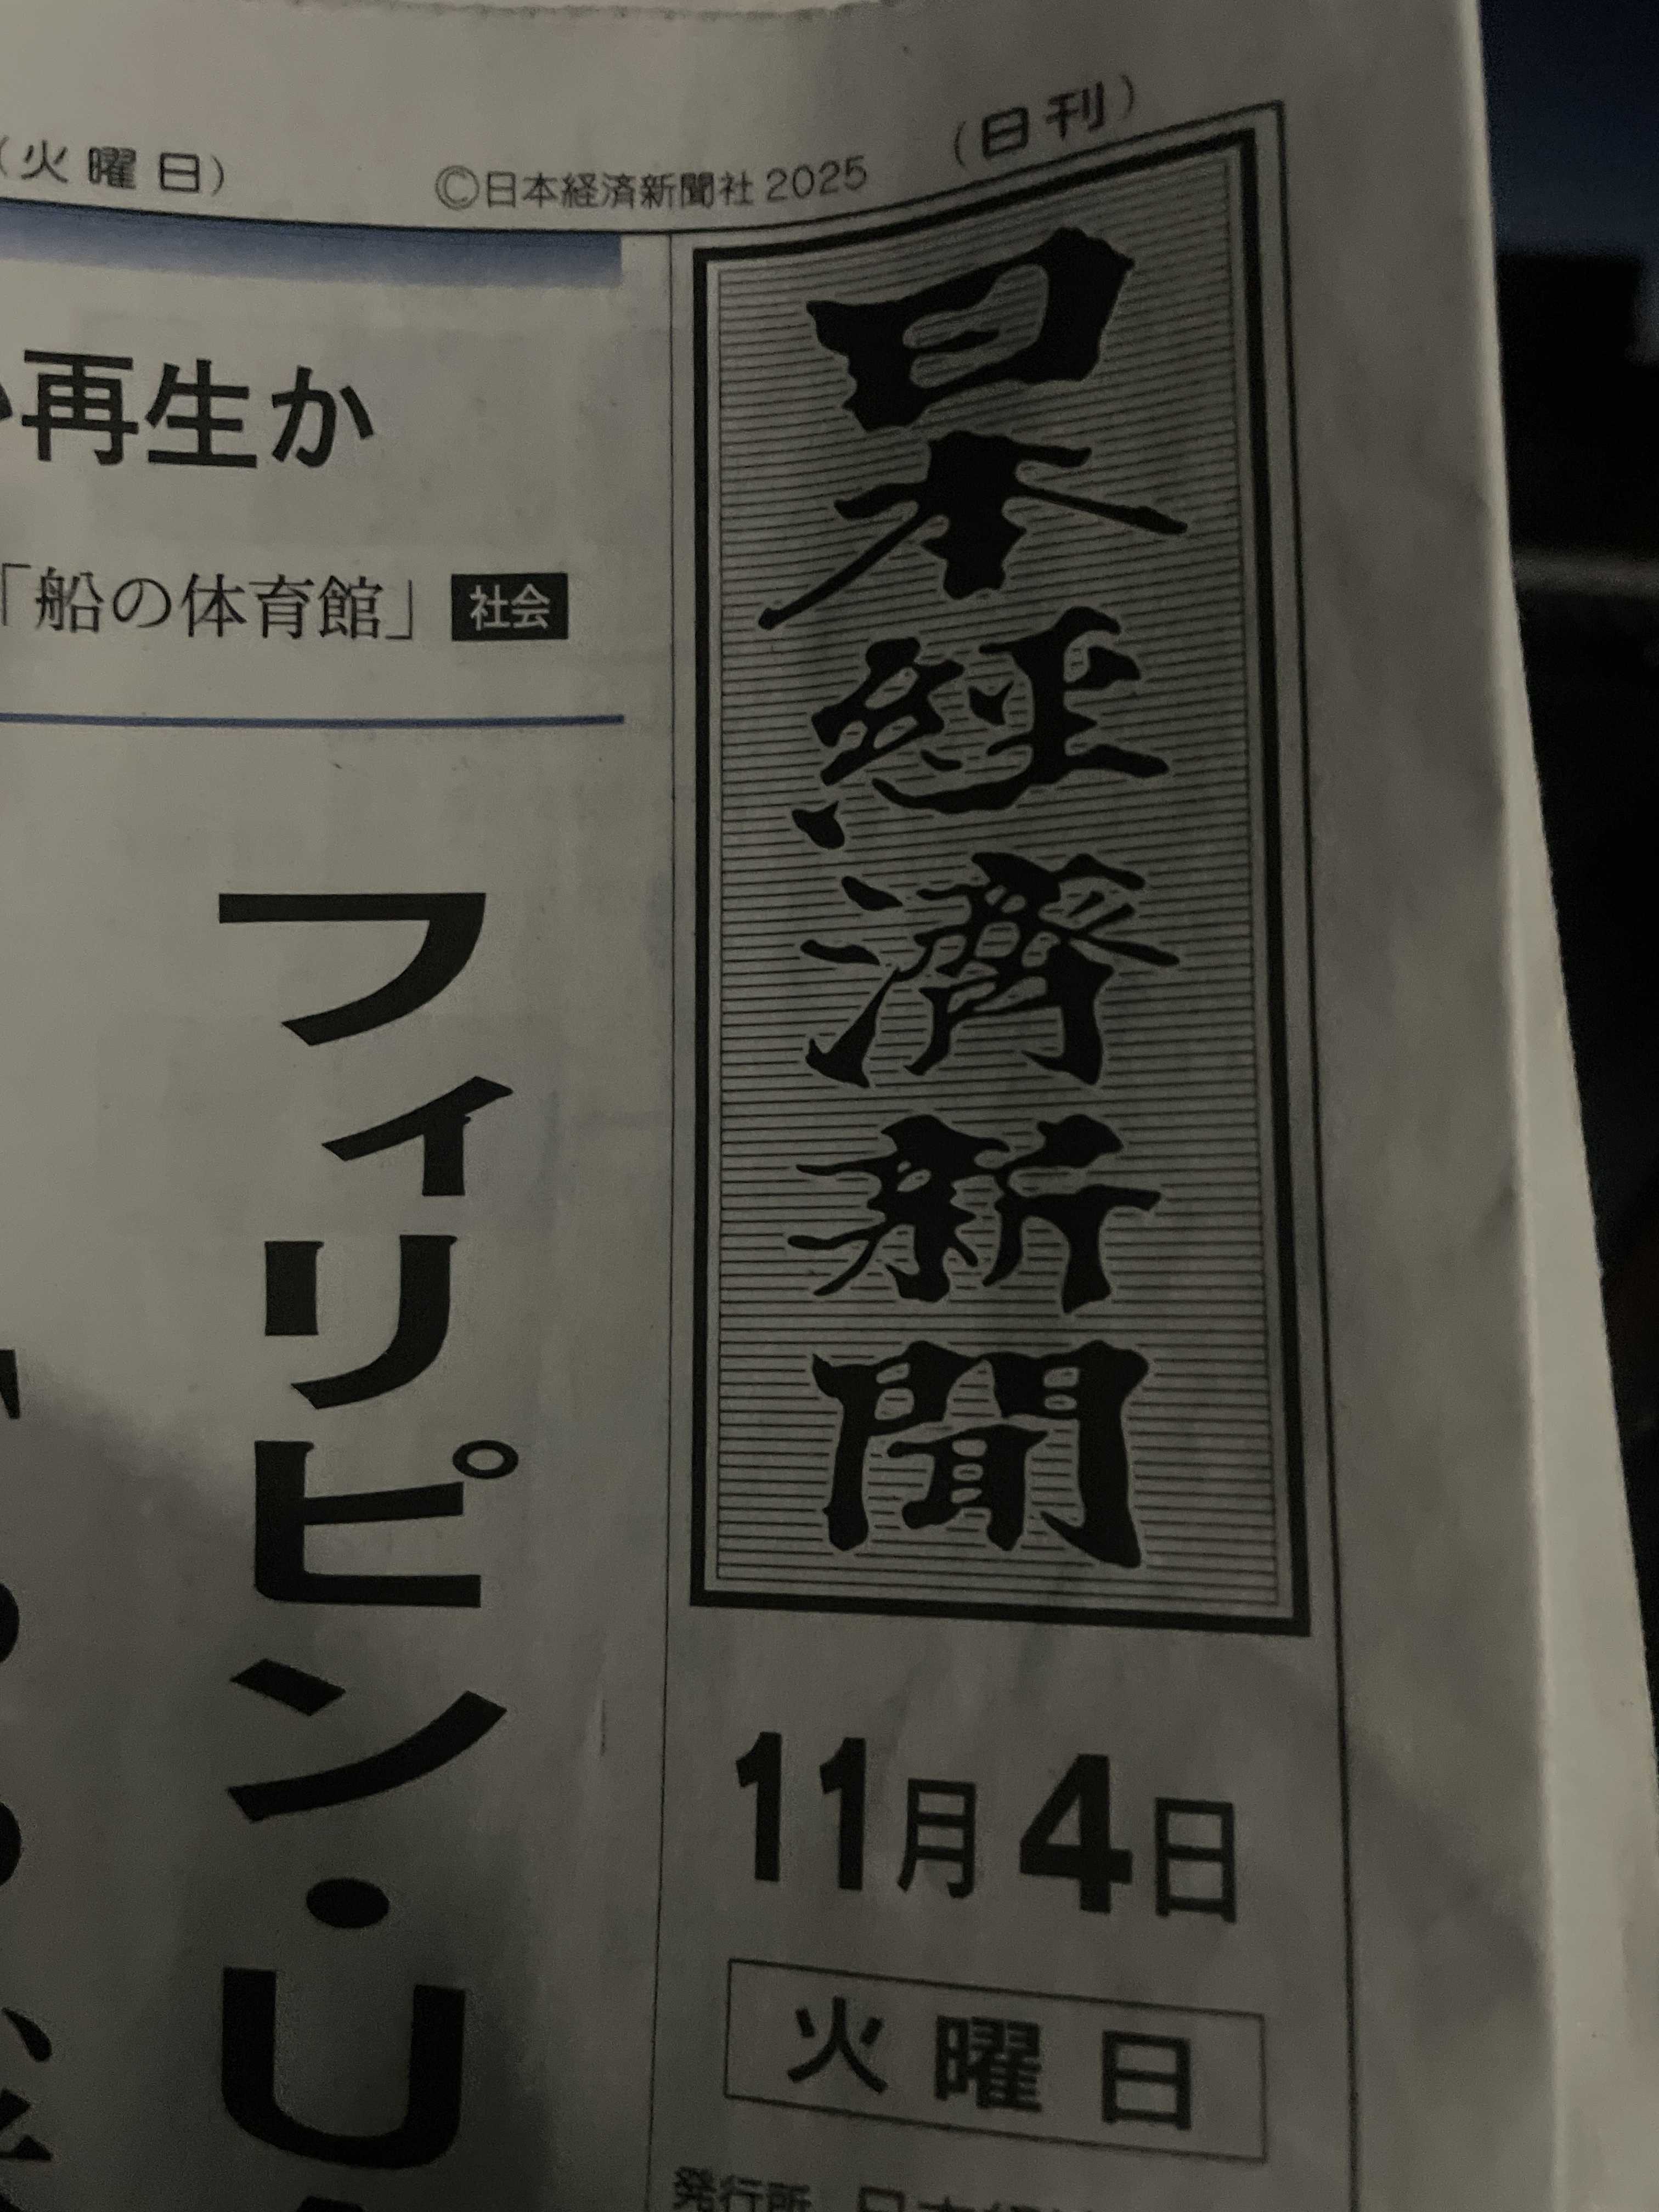 (火曜日)
Ⓒ日本経済新聞社 2025
(日刊)
日本経済新聞
11月4日
火曜日
発行所
再生か
「船の体育館」 社会
フィリピン・U